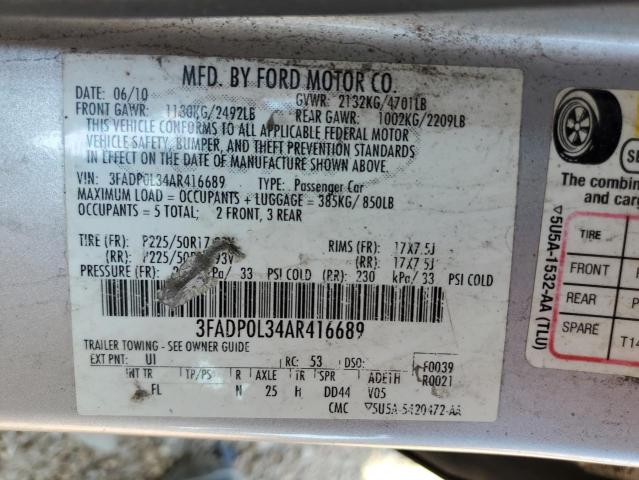 MFD. BY FORD MOTOR CO.
DATE: 06/10 GVWR: 2132KG/4701LB
FRONT GAWR: 1130KG/2492LB REAR GAWR: 1002KG/2209LB
THIS VEHICLE CONFORMS TO ALL APPLICABLE FEDERAL MOTOR
VEHICLE SAFETY, BUMPER, AND THEFT PREVENTION STANDARDS
IN EFFECT ON THE DATE OF MANUFACTURE SHOWN ABOVE.
VIN: 3FADP0L34AR416689 TYPE: Passenger Car
MAXIMUM LOAD = OCCUPANTS + LUGGAGE = 385KG/850LB
OCCUPANTS = 5 TOTAL; 2 FRONT, 3 REAR
TIRE (FR): P225/50R17 RIMS (FR): 17X7.5J
(RR): P225/50R 93V (RR): 17X7.5J
PRESSURE (FR): kPa/ 33 PSI COLD (RR): 230 kPa/ 33 PSI COLD
3FADP0L34AR416689
TRAILER TOWING - SEE OWNER GUIDE
EXT PNT: UI RC: 53 DSO: F0039
INT TR TP/PS R AXLE TR SPR ADETH R0021
FL N 25 H DD44 V05
CMC ▽5U5A-5420472-AA
The combin
and carg
TIRE
FRONT
REAR P
SPARE T14
▽5U5A-1532-AA (TLU)